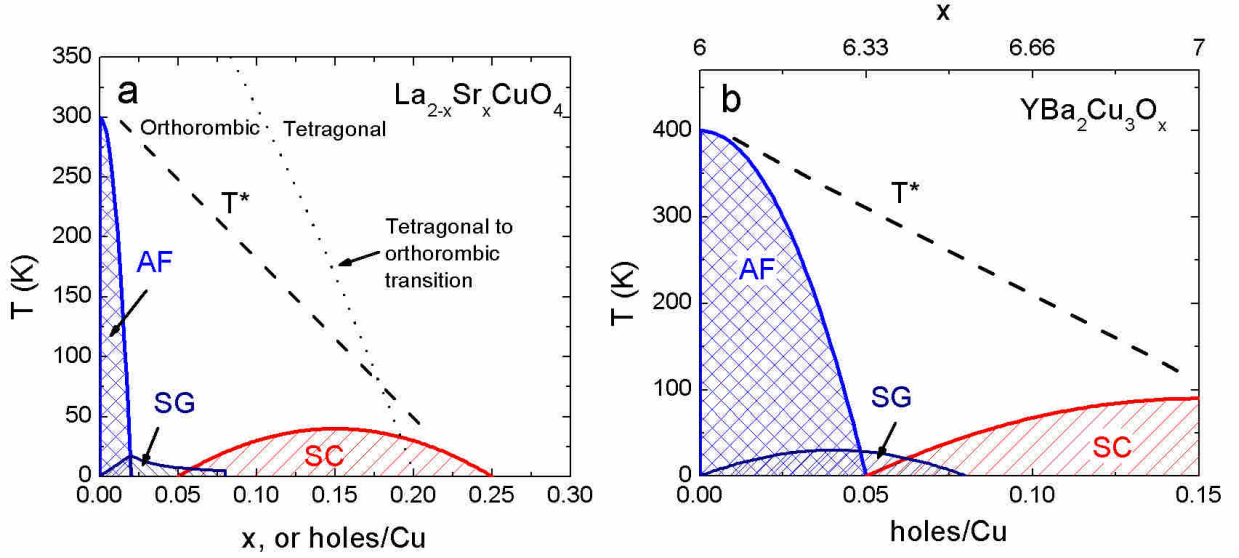 a
La2-xSrxCuO4
Orthorombic
Tetragonal
T*
AF
Tetragonal to
orthorombic
transition
SG
SC
T (K)
350
300
250
200
150
100
50
0
0.00 0.05 0.10 0.15 0.20 0.25 0.30
x, or holes/Cu
x
6 6.33 6.66 7
b
YBa2Cu3Ox
T*
AF
SG
SC
T (K)
400
300
200
100
0
0.00 0.05 0.10 0.15
holes/Cu